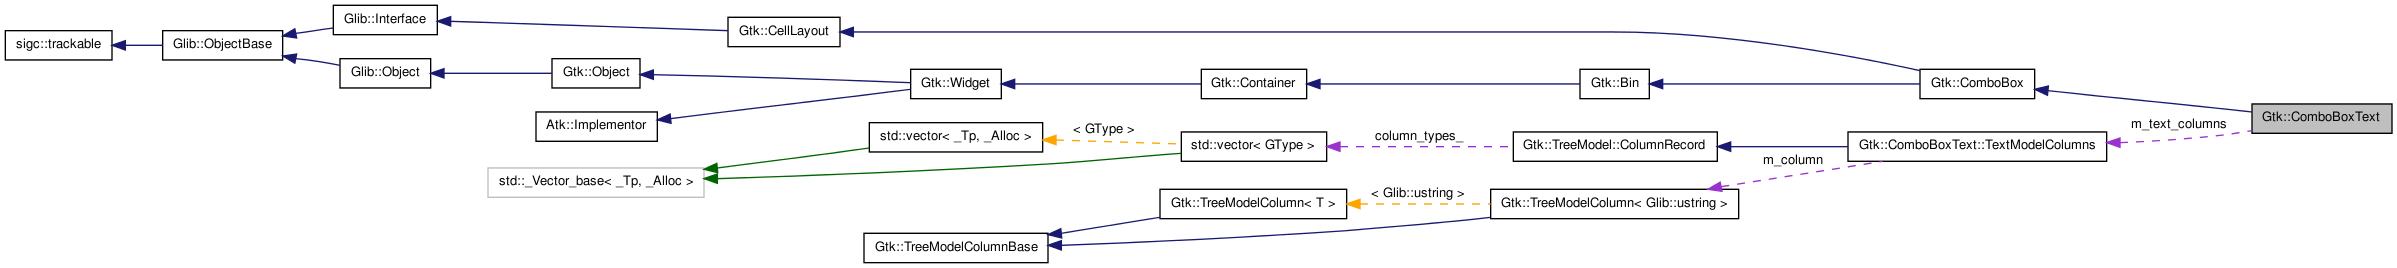 Glib::Interface
Gtk::CellLayout
sigc::trackable
Glib::ObjectBase
Glib::Object
Gtk::Object
Gtk::Widget
Gtk::Container
Gtk::Bin
Gtk::ComboBox
Gtk::ComboBoxText
Atk::Implementor
std::vector< _Tp, _Alloc >
< GType >
std::vector< GType >
column_types_
Gtk::TreeModel::ColumnRecord
Gtk::ComboBoxText::TextModelColumns
m_text_columns
m_column
std::_Vector_base< _Tp, _Alloc >
Gtk::TreeModelColumn< T >
< Glib::ustring >
Gtk::TreeModelColumn< Glib::ustring >
Gtk::TreeModelColumnBase